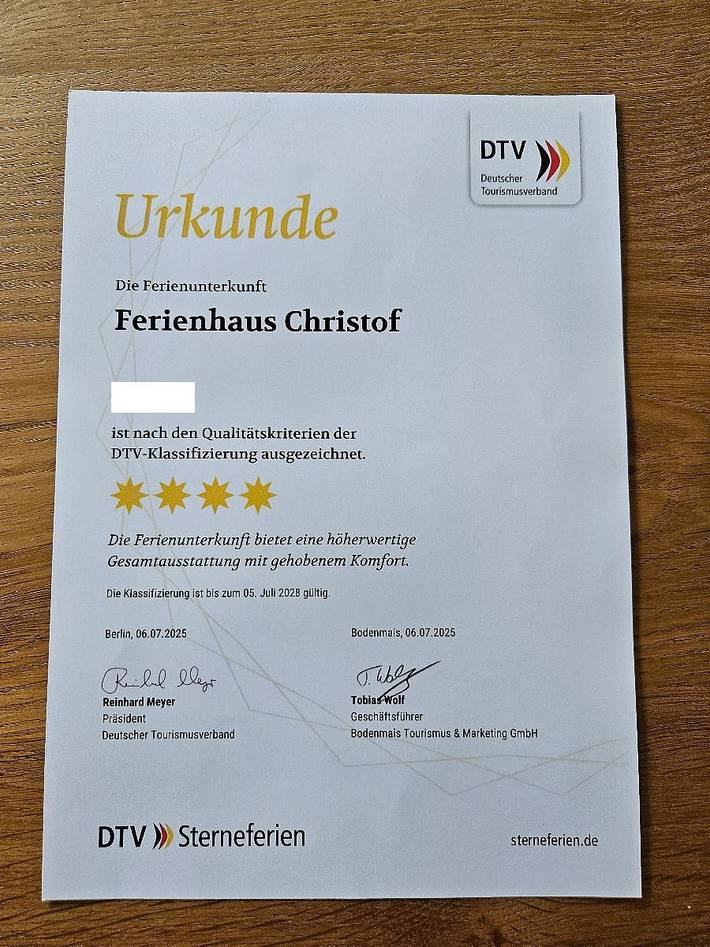 DTV
Deutscher
Tourismusverband
Urkunde
Die Ferienunterkunft
Ferienhaus Christof
ist nach den Qualitätskriterien der
DTV-Klassifizierung ausgezeichnet.
Die Ferienunterkunft bietet eine höherwertige
Gesamtausstattung mit gehobenem Komfort.
Die Klassifizierung ist bis zum 05. Juli 2028 gültig.
Berlin, 06.07.2025
Reinhard Meyer
Reinhard Meyer
Präsident
Deutscher Tourismusverband
Bodenmais, 06.07.2025
T. Wolf
Tobias Wolf
Geschäftsführer
Bodenmais Tourismus & Marketing GmbH
DTV Sterneferien
sterneferien.de